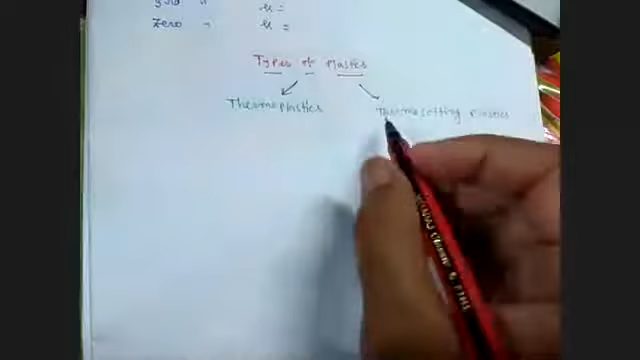 Zero " K =
Types of Plastics
Thermoplastics Thermosetting Plastics